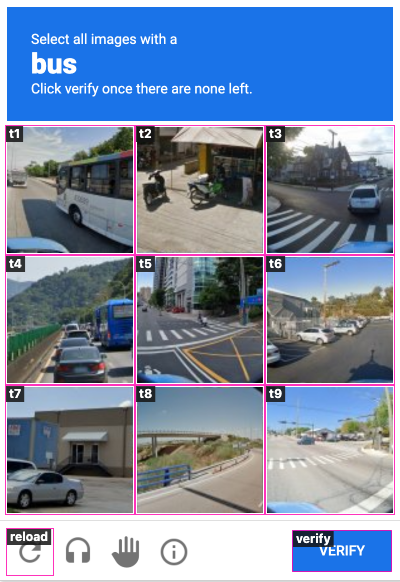 Select all images with a
bus
Click verify once there are none left.
t1
t2
t3
t4
t5
t6
t7
t8
t9
reload
verify
VERIFY